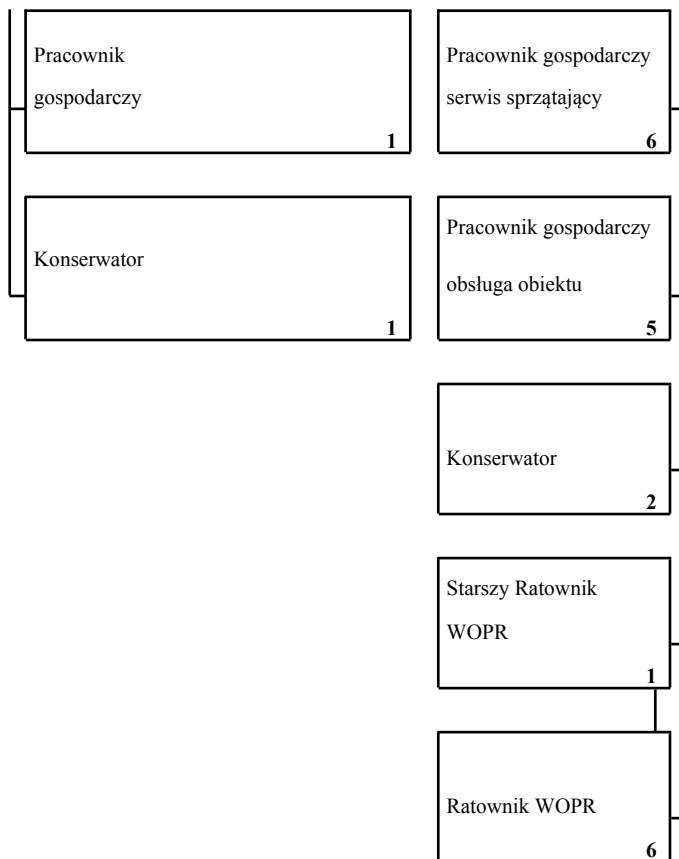 Pracownik
gospodarczy
1
Konserwator
1
Pracownik gospodarczy
serwis sprzątający
6
Pracownik gospodarczy
obsługa obiektu
5
Konserwator
2
Starszy Ratownik
WOPR
1
Ratownik WOPR
6